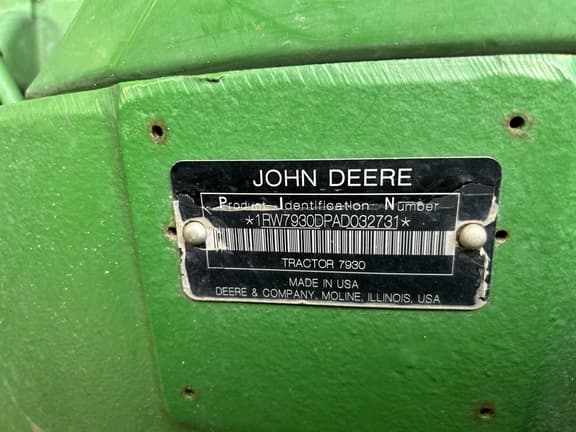 JOHN DEERE
Product Identification Number
*1RW7930DPAD032731*
TRACTOR 7930
MADE IN USA
DEERE & COMPANY, MOLINE, ILLINOIS, USA